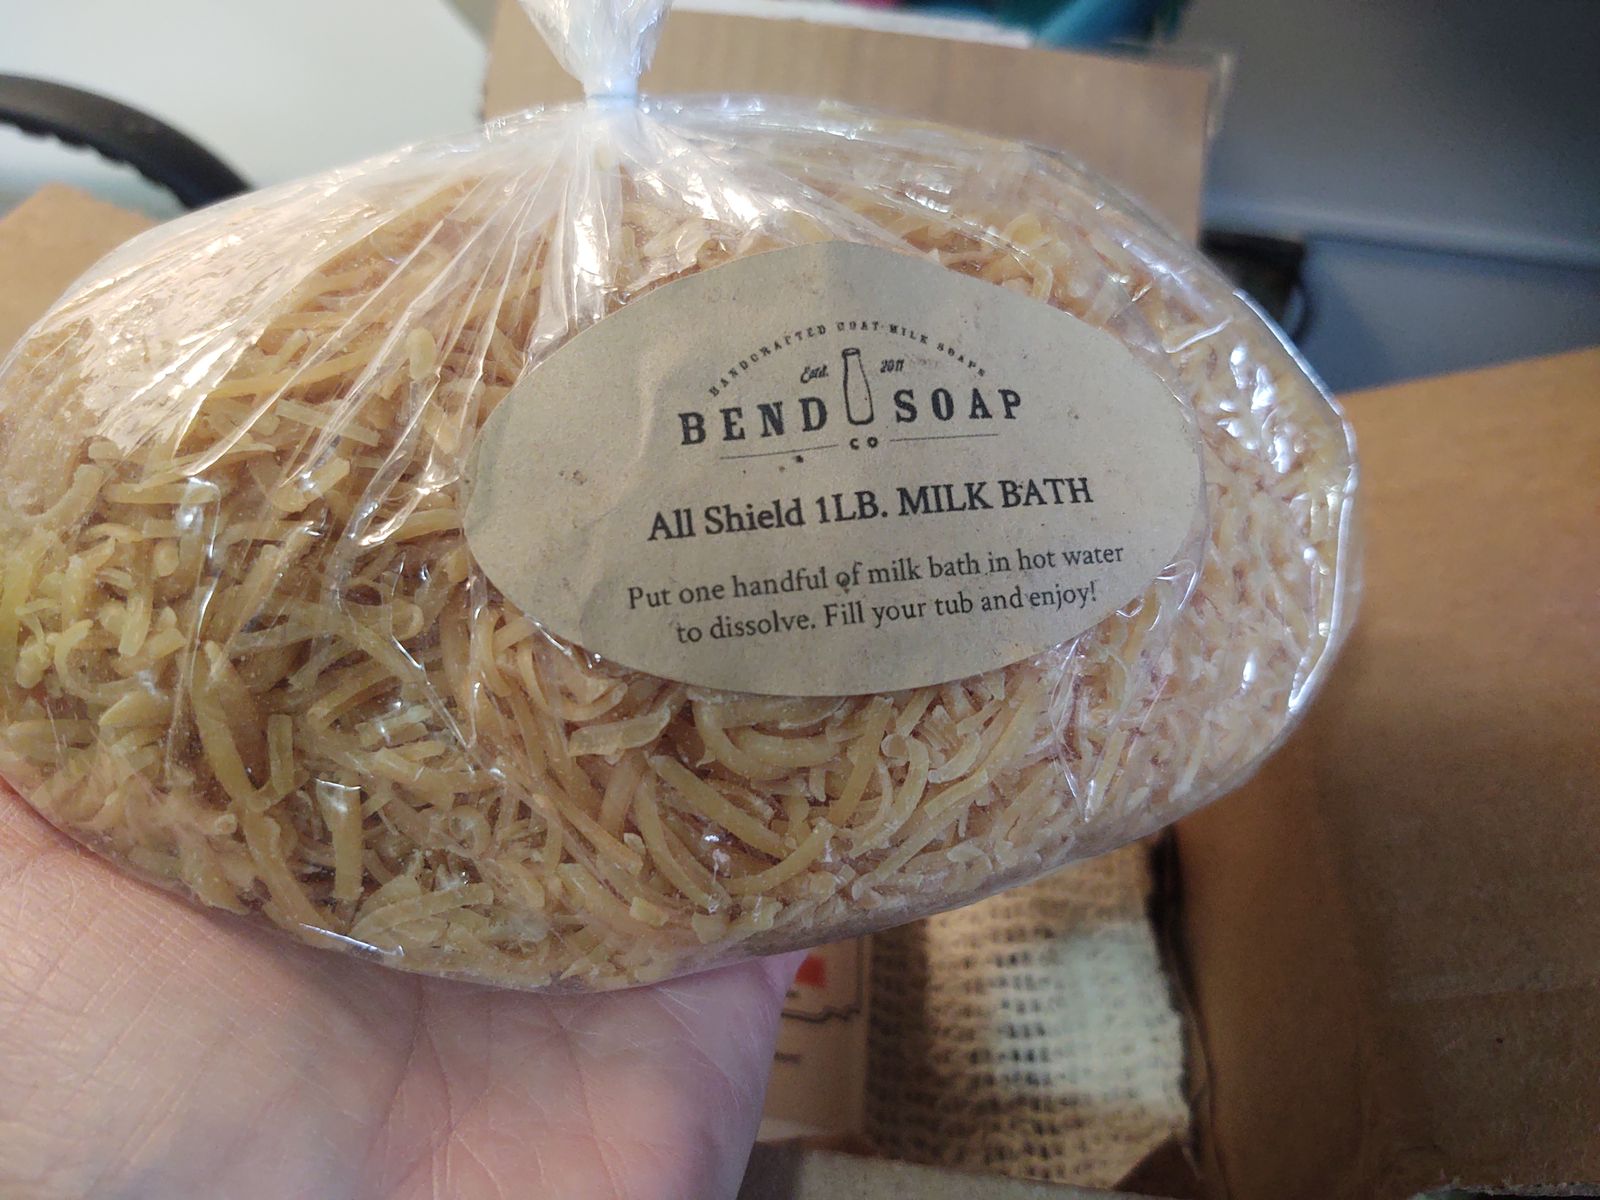 HANDCRAFTED GOAT MILK SOAPS
Estd. 2011
BEND SOAP
CO
All Shield 1LB. MILK BATH
Put one handful of milk bath in hot water
to dissolve. Fill your tub and enjoy!